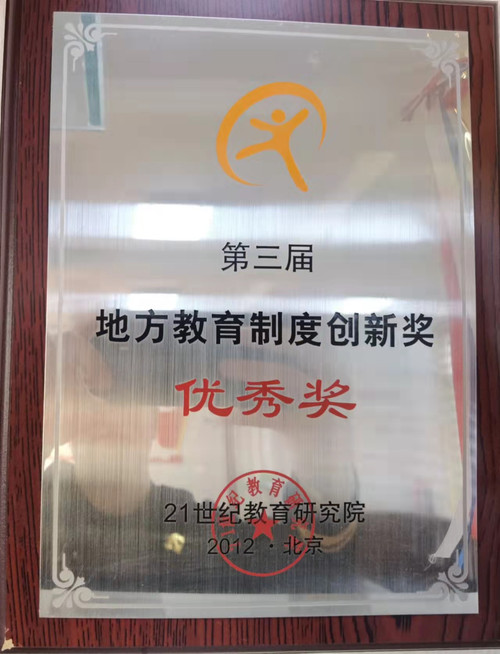 第三届
地方教育制度创新奖
优秀奖
21世纪教育研究院
2012·北京